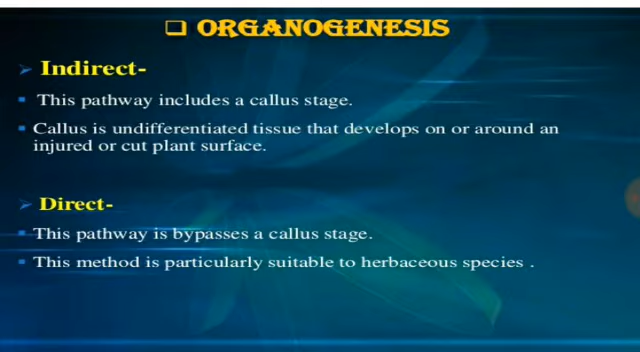 ORGANOGENESIS
Indirect-
This pathway includes a callus stage.
Callus is undifferentiated tissue that develops on or around an
injured or cut plant surface.
Direct-
This pathway is bypasses a callus stage.
This method is particularly suitable to herbaceous species .